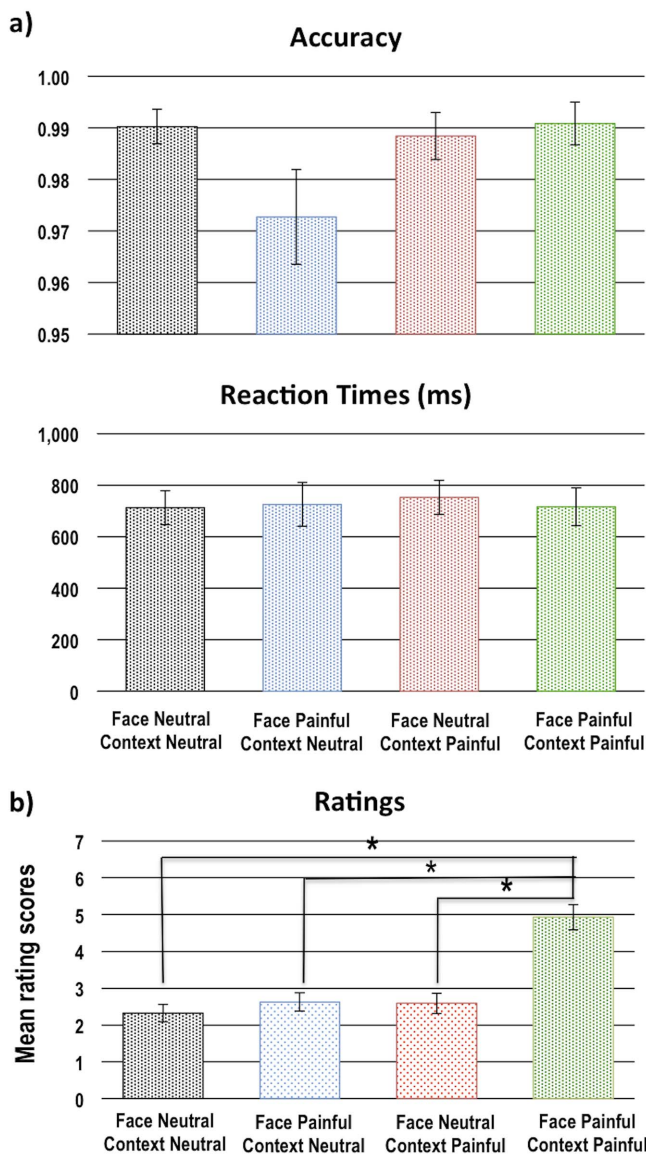 a)
Accuracy
1.00
0.99
0.98
0.97
0.96
0.95
Reaction Times (ms)
1,000
800
600
400
200
0
Face Neutral Face Painful Face Neutral Face Painful
Context Neutral Context Neutral Context Painful Context Painful
b)
Ratings
Mean rating scores
7
6
5
4
3
2
1
0
*
*
*
Face Neutral Face Painful Face Neutral Face Painful
Context Neutral Context Neutral Context Painful Context Painful